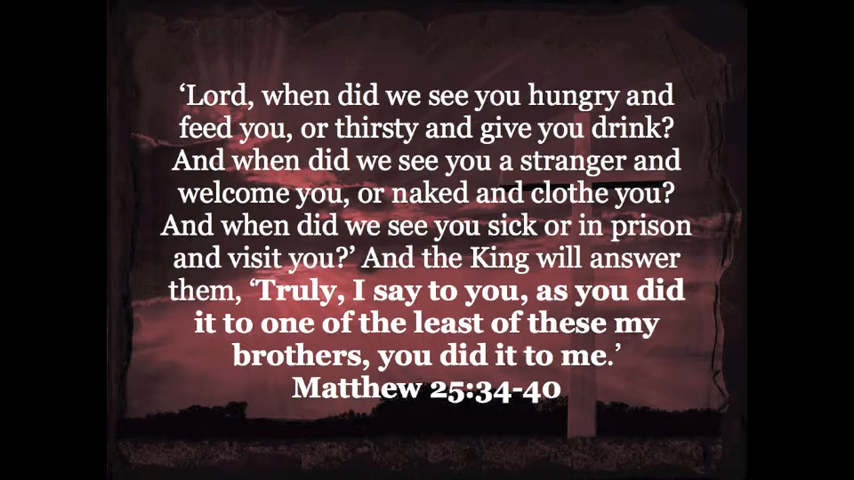 ‘Lord, when did we see you hungry and
feed you, or thirsty and give you drink?
And when did we see you a stranger and
welcome you, or naked and clothe you?
And when did we see you sick or in prison
and visit you?’ And the King will answer
them, ‘Truly, I say to you, as you did
it to one of the least of these my
brothers, you did it to me.’
Matthew 25:34-40